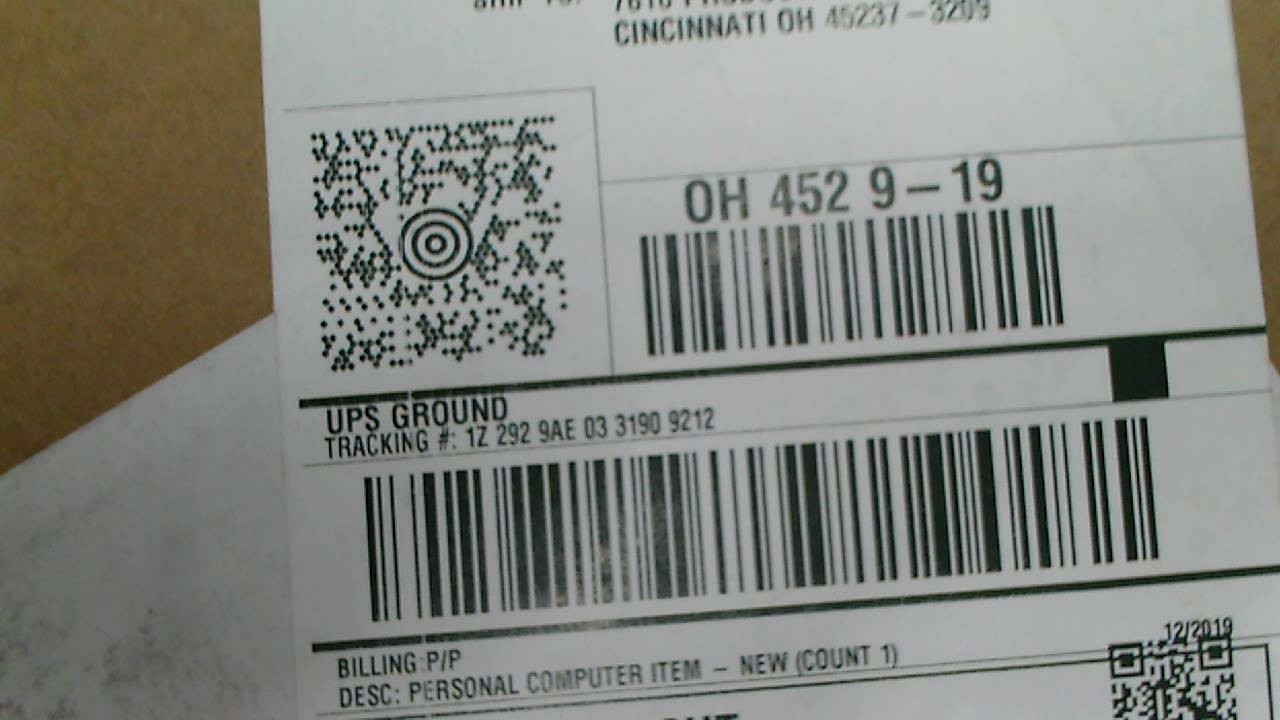 CINCINNATI OH 45237-3209
OH 452 9-19
UPS GROUND
TRACKING #: 1Z 292 9AE 03 3190 9212
BILLING: P/P
DESC: PERSONAL COMPUTER ITEM - NEW (COUNT 1)
12/2019